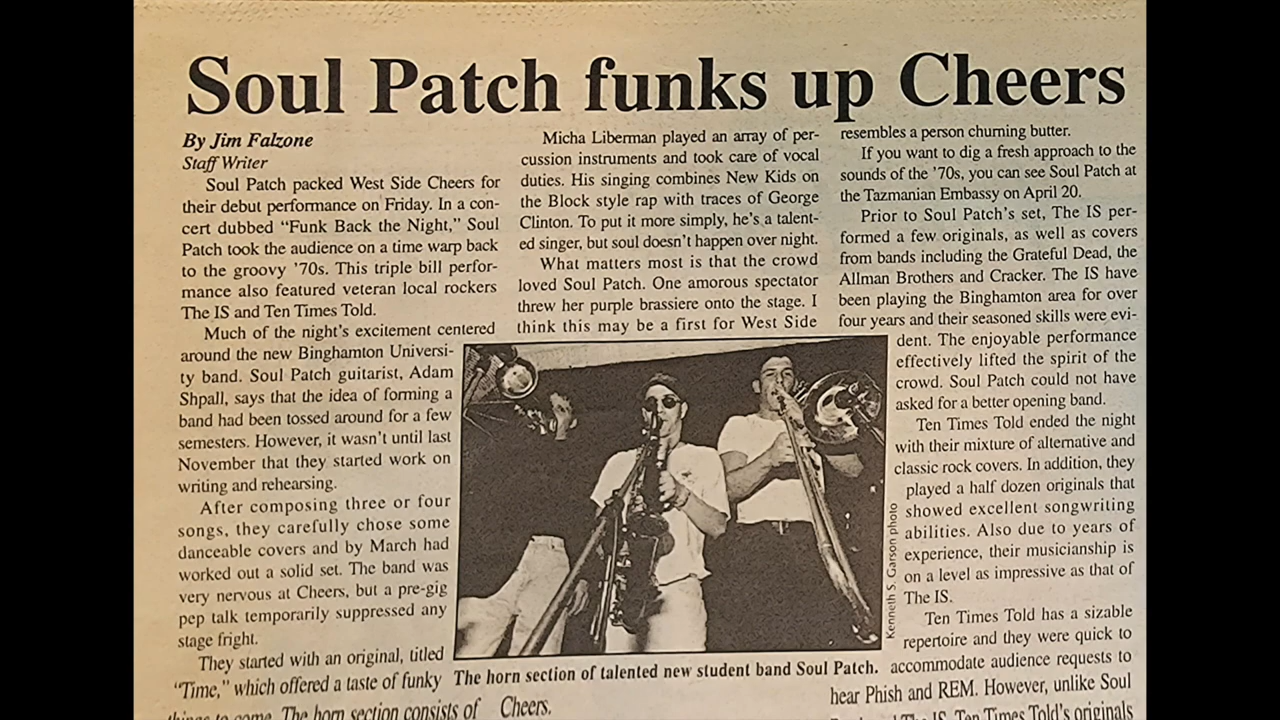 Soul Patch funks up Cheers
By Jim Falzone
Staff Writer
Soul Patch packed West Side Cheers for
their debut performance on Friday. In a con-
cert dubbed “Funk Back the Night,” Soul
Patch took the audience on a time warp back
to the groovy ’70s. This triple bill perfor-
mance also featured veteran local rockers
The IS and Ten Times Told.
Much of the night’s excitement centered
around the new Binghamton Universi-
ty band. Soul Patch guitarist, Adam
Shpall, says that the idea of forming a
band had been tossed around for a few
semesters. However, it wasn’t until last
November that they started work on
writing and rehearsing.
After composing three or four
songs, they carefully chose some
danceable covers and by March had
worked out a solid set. The band was
very nervous at Cheers, but a pre-gig
pep talk temporarily suppressed any
stage fright.
They started with an original, titled
“Time,” which offered a taste of funky
things to come. The horn section consists of
Micha Liberman played an array of per-
cussion instruments and took care of vocal
duties. His singing combines New Kids on
the Block style rap with traces of George
Clinton. To put it more simply, he’s a talent-
ed singer, but soul doesn’t happen over night.
What matters most is that the crowd
loved Soul Patch. One amorous spectator
threw her purple brassiere onto the stage. I
think this may be a first for West Side
Kenneth S. Garson photo
The horn section of talented new student band Soul Patch.
Cheers.
resembles a person churning butter.
If you want to dig a fresh approach to the
sounds of the ’70s, you can see Soul Patch at
the Tazmanian Embassy on April 20.
Prior to Soul Patch’s set, The IS per-
formed a few originals, as well as covers
from bands including the Grateful Dead, the
Allman Brothers and Cracker. The IS have
been playing the Binghamton area for over
four years and their seasoned skills were evi-
dent. The enjoyable performance
effectively lifted the spirit of the
crowd. Soul Patch could not have
asked for a better opening band.
Ten Times Told ended the night
with their mixture of alternative and
classic rock covers. In addition, they
played a half dozen originals that
showed excellent songwriting
abilities. Also due to years of
experience, their musicianship is
on a level as impressive as that of
The IS.
Ten Times Told has a sizable
repertoire and they were quick to
accommodate audience requests to
hear Phish and REM. However, unlike Soul
The IS, Ten Times Told’s originals